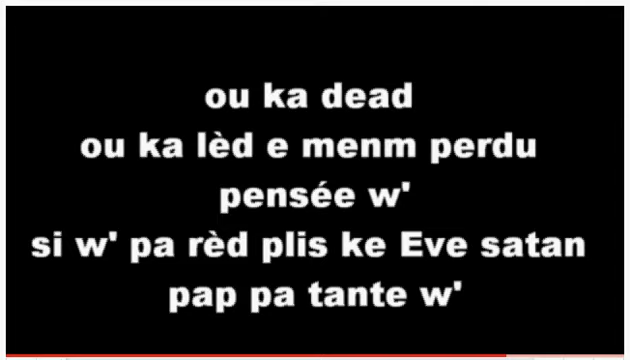 ou ka dead
ou ka lèd e menm perdu
pensée w'
si w' pa rèd plis ke Eve satan
pap pa tante w'